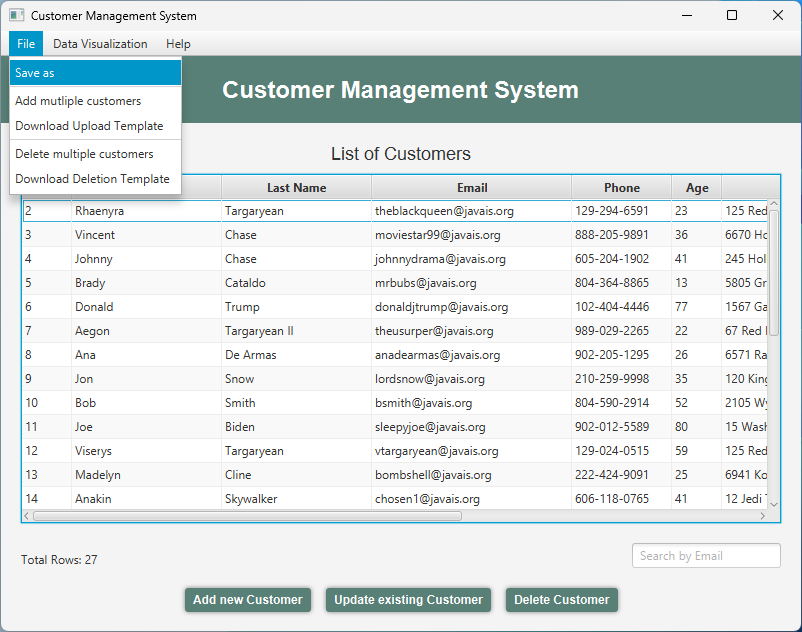 Customer Management System
File Data Visualization Help
Save as
Add mutliple customers
Download Upload Template
Delete multiple customers
Download Deletion Template
Customer Management System
List of Customers
Last Name Email Phone Age
2 Rhaenyra Targaryean theblackqueen@javais.org 129-294-6591 23 125 Red
3 Vincent Chase moviestar99@javais.org 888-205-9891 36 6670 Ho
4 Johnny Chase johnnydrama@javais.org 605-204-1902 41 245 Hol
5 Brady Cataldo mrbubs@javais.org 804-364-8865 13 5805 Gr
6 Donald Trump donaldjtrump@javais.org 102-404-4446 77 1567 Ga
7 Aegon Targaryean II theusurper@javais.org 989-029-2265 22 67 Red
8 Ana De Armas anadearmas@javais.org 902-205-1295 26 6571 Ra
9 Jon Snow lordsnow@javais.org 210-259-9998 35 120 King
10 Bob Smith bsmith@javais.org 804-590-2914 52 2105 Wy
11 Joe Biden sleepyjoe@javais.org 902-012-5589 80 15 Wash
12 Viserys Targaryean vtargaryean@javais.org 129-024-0515 59 125 Red
13 Madelyn Cline bombshell@javais.org 222-424-9091 25 6941 Ko
14 Anakin Skywalker chosen1@javais.org 606-118-0765 41 12 Jedi
Total Rows: 27
Search by Email
Add new Customer Update existing Customer Delete Customer